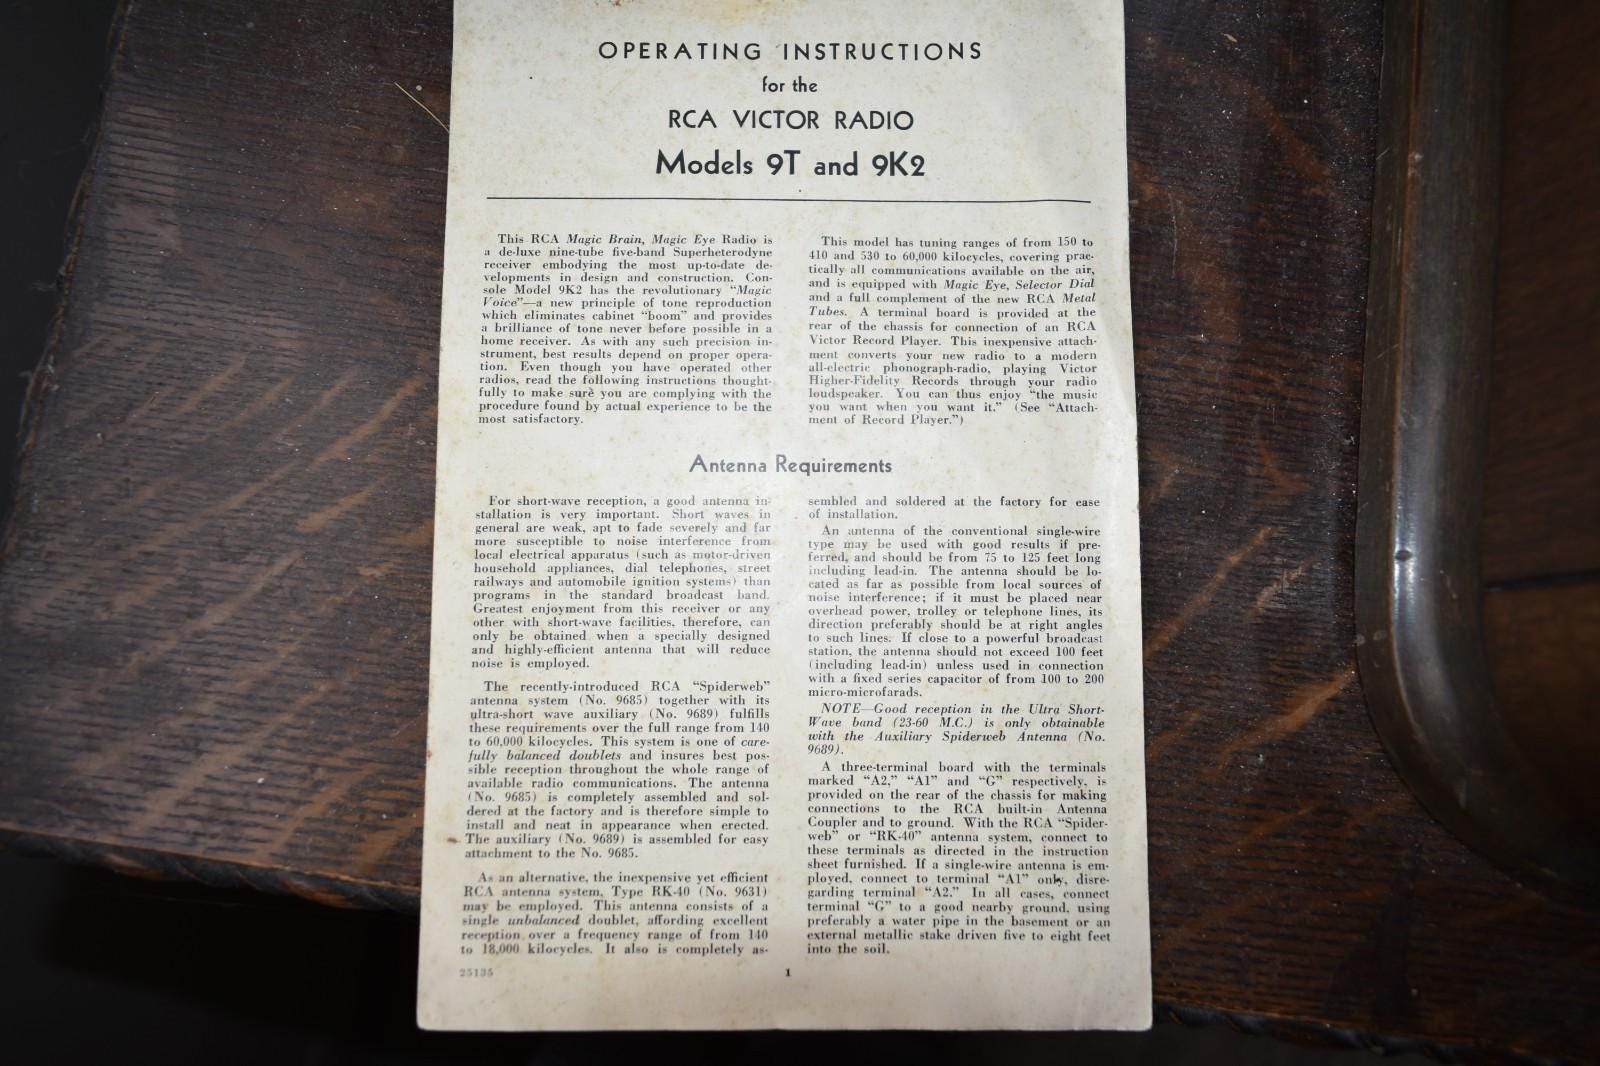 OPERATING INSTRUCTIONS
for the
RCA VICTOR RADIO
Models 9T and 9K2
This RCA Magic Brain, Magic Eye Radio is
a de-luxe nine-tube five-band Superheterodyne
receiver embodying the most up-to-date de-
velopments in design and construction. Con-
sole Model 9K2 has the revolutionary "Magic
Voice"—a new principle of tone reproduction
which eliminates cabinet "boom" and provides
a brilliance of tone never before possible in a
home receiver. As with any such precision in-
strument, best results depend on proper opera-
tion. Even though you have operated other
radios, read the following instructions thought-
fully to make sure you are complying with the
procedure found by actual experience to be the
most satisfactory.
This model has tuning ranges of from 150 to
410 and 530 to 60,000 kilocycles, covering prac-
tically all communications available on the air,
and is equipped with Magic Eye, Selector Dial
and a full complement of the new RCA Metal
Tubes. A terminal board is provided at the
rear of the chassis for connection of an RCA
Victor Record Player. This inexpensive attach-
ment converts your new radio to a modern
all-electric phonograph-radio, playing Victor
Higher-Fidelity Records through your radio
loudspeaker. You can thus enjoy "the music
you want when you want it." (See "Attach-
ment of Record Player.")
Antenna Requirements
For short-wave reception, a good antenna in-
stallation is very important. Short waves in
general are weak, apt to fade severely and far
more susceptible to noise interference from
local electrical apparatus (such as motor-driven
household appliances, dial telephones, street
railways and automobile ignition systems) than
programs in the standard broadcast band.
Greatest enjoyment from this receiver or any
other with short-wave facilities, therefore, can
only be obtained when a specially designed
and highly-efficient antenna that will reduce
noise is employed.
The recently-introduced RCA "Spiderweb"
antenna system (No. 9685) together with its
ultra-short wave auxiliary (No. 9689) fulfills
these requirements over the full range from 140
to 60,000 kilocycles. This system is one of care-
fully balanced doublets and insures best pos-
sible reception throughout the whole range of
available radio communications. The antenna
(No. 9685) is completely assembled and sol-
dered at the factory and is therefore simple to
install and neat in appearance when erected.
The auxiliary (No. 9689) is assembled for easy
attachment to the No. 9685.
As an alternative, the inexpensive yet efficient
RCA antenna system, Type RK-40 (No. 9631)
may be employed. This antenna consists of a
single unbalanced doublet, affording excellent
reception over a frequency range of from 140
to 18,000 kilocycles. It also is completely as-
sembled and soldered at the factory for ease
of installation.
An antenna of the conventional single-wire
type may be used with good results if pre-
ferred, and should be from 75 to 125 feet long
including lead-in. The antenna should be lo-
cated as far as possible from local sources of
noise interference; if it must be placed near
overhead power, trolley or telephone lines, its
direction preferably should be at right angles
to such lines. If close to a powerful broadcast
station, the antenna should not exceed 100 feet
(including lead-in) unless used in connection
with a fixed series capacitor of from 100 to 200
micro-microfarads.
NOTE—Good reception in the Ultra Short-
Wave band (23-60 M.C.) is only obtainable
with the Auxiliary Spiderweb Antenna (No.
9689).
A three-terminal board with the terminals
marked "A2," "A1" and "G" respectively, is
provided on the rear of the chassis for making
connections to the RCA built-in Antenna
Coupler and to ground. With the RCA "Spider-
web" or "RK-40" antenna system, connect to
these terminals as directed in the instruction
sheet furnished. If a single-wire antenna is em-
ployed, connect to terminal "A1" only, disre-
garding terminal "A2." In all cases, connect
terminal "G" to a good nearby ground, using
preferably a water pipe in the basement or an
external metallic stake driven five to eight feet
into the soil.
25135
1